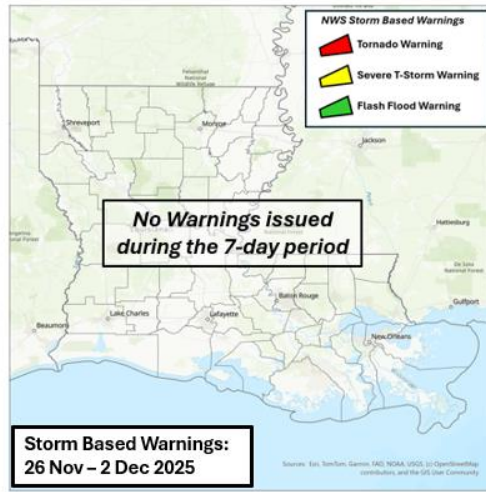 NWS Storm Based Warnings
Tornado Warning
Severe T-Storm Warning
Flash Flood Warning
Shreveport
Monroe
Jackson
No Warnings issued
during the 7-day period
Hattiesburg
Baton Rouge
Gulfport
Beaumont
Lake Charles
Lafayette
New Orleans
Storm Based Warnings:
26 Nov – 2 Dec 2025
Sources: Esri, TomTom, Garmin, FAO, NOAA, USGS, (c) OpenStreetMap
contributors, and the GIS User Community